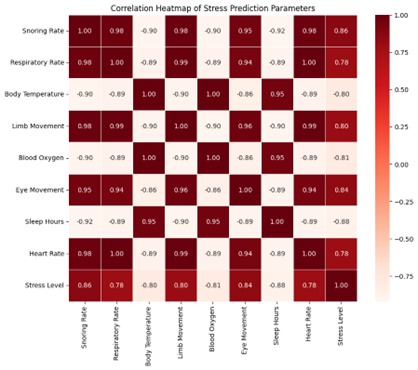 Correlation Heatmap of Stress Prediction Parameters
Snoring Rate 1.00 0.98 -0.90 0.98 -0.90 0.95 -0.92 0.98 0.86
Respiratory Rate 0.98 1.00 -0.89 0.99 -0.89 0.94 -0.89 1.00 0.78
Body Temperature -0.90 -0.89 1.00 -0.90 1.00 -0.86 0.95 -0.89 -0.80
Limb Movement 0.98 0.99 -0.90 1.00 -0.90 0.96 -0.90 0.99 0.80
Blood Oxygen -0.90 -0.89 1.00 -0.90 1.00 -0.86 0.95 -0.89 -0.81
Eye Movement 0.95 0.94 -0.86 0.96 -0.86 1.00 -0.89 0.94 0.84
Sleep Hours -0.92 -0.89 0.95 -0.90 0.95 -0.89 1.00 -0.89 -0.88
Heart Rate 0.98 1.00 -0.89 0.99 -0.89 0.94 -0.89 1.00 0.78
Stress Level 0.86 0.78 -0.80 0.80 -0.81 0.84 -0.88 0.78 1.00
Snoring Rate
Respiratory Rate
Body Temperature
Limb Movement
Blood Oxygen
Eye Movement
Sleep Hours
Heart Rate
Stress Level
1.00
0.75
0.50
0.25
0.00
-0.25
-0.50
-0.75